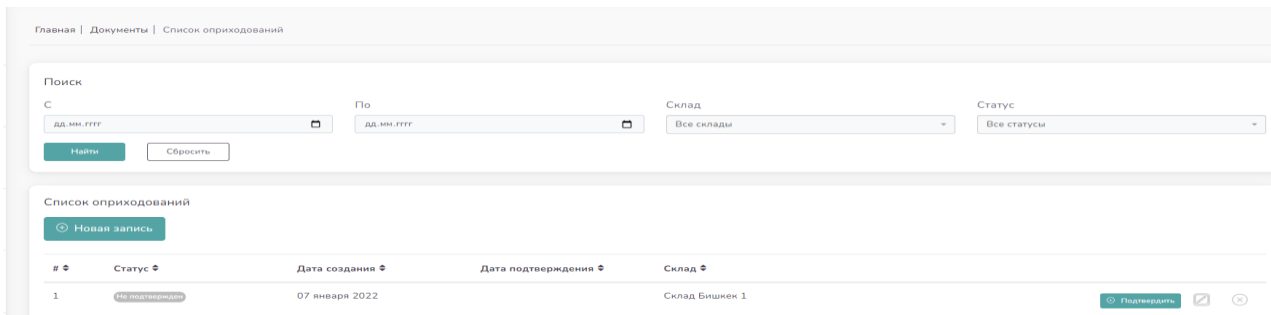 Главная | Документы | Список оприходований
Поиск
С По Склад Статус
дд.мм.гггг дд.мм.гггг Все склады Все статусы
Найти Сбросить
Список оприходований
Новая запись
# Статус Дата создания Дата подтверждения Склад
1 Не подтвержден 07 января 2022 Склад Бишкек 1 Подтвердить